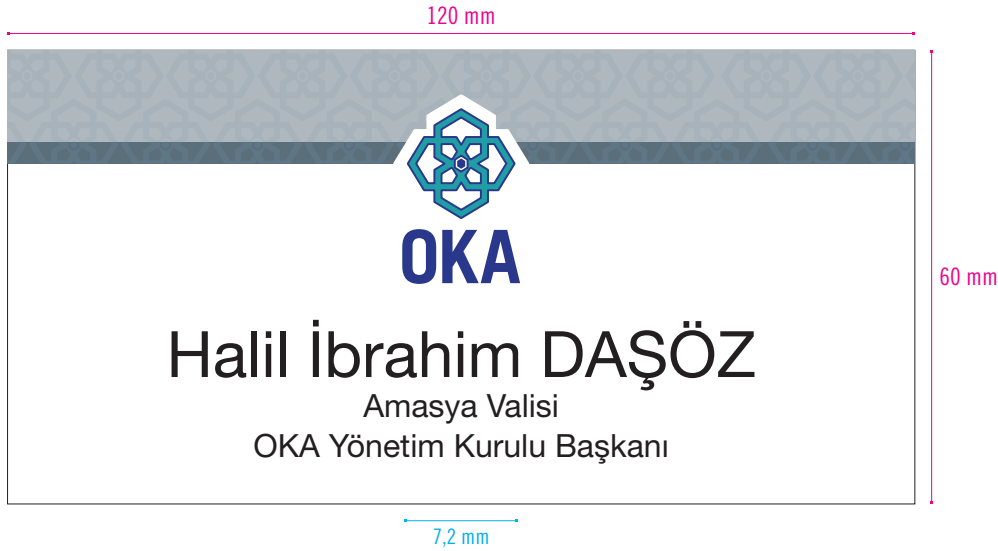 120 mm
OKA
60 mm
Halil İbrahim DAŞÖZ
Amasya Valisi
OKA Yönetim Kurulu Başkanı
7,2 mm